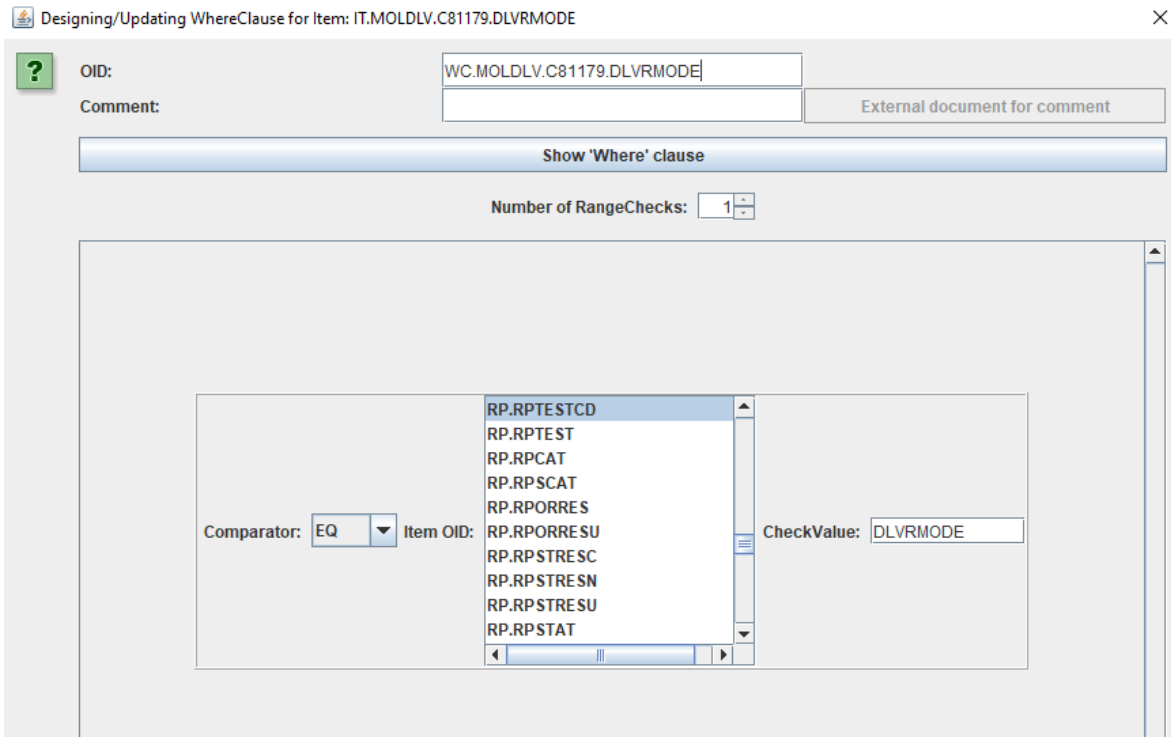 Designing/Updating WhereClause for Item: IT.MOLDLV.C81179.DLVRMODE
?
OID: WC.MOLDLV.C81179.DLVRMODE
Comment: External document for comment
Show 'Where' clause
Number of RangeChecks: 1
RP.RPTESTCD
RP.RPTEST
RP.RPCAT
RP.RPSCAT
RP.RPORRES
Comparator: EQ Item OID: RP.RPORRESU CheckValue: DLVRMODE
RP.RPSTRESC
RP.RPSTRESN
RP.RPSTRESU
RP.RPSTAT